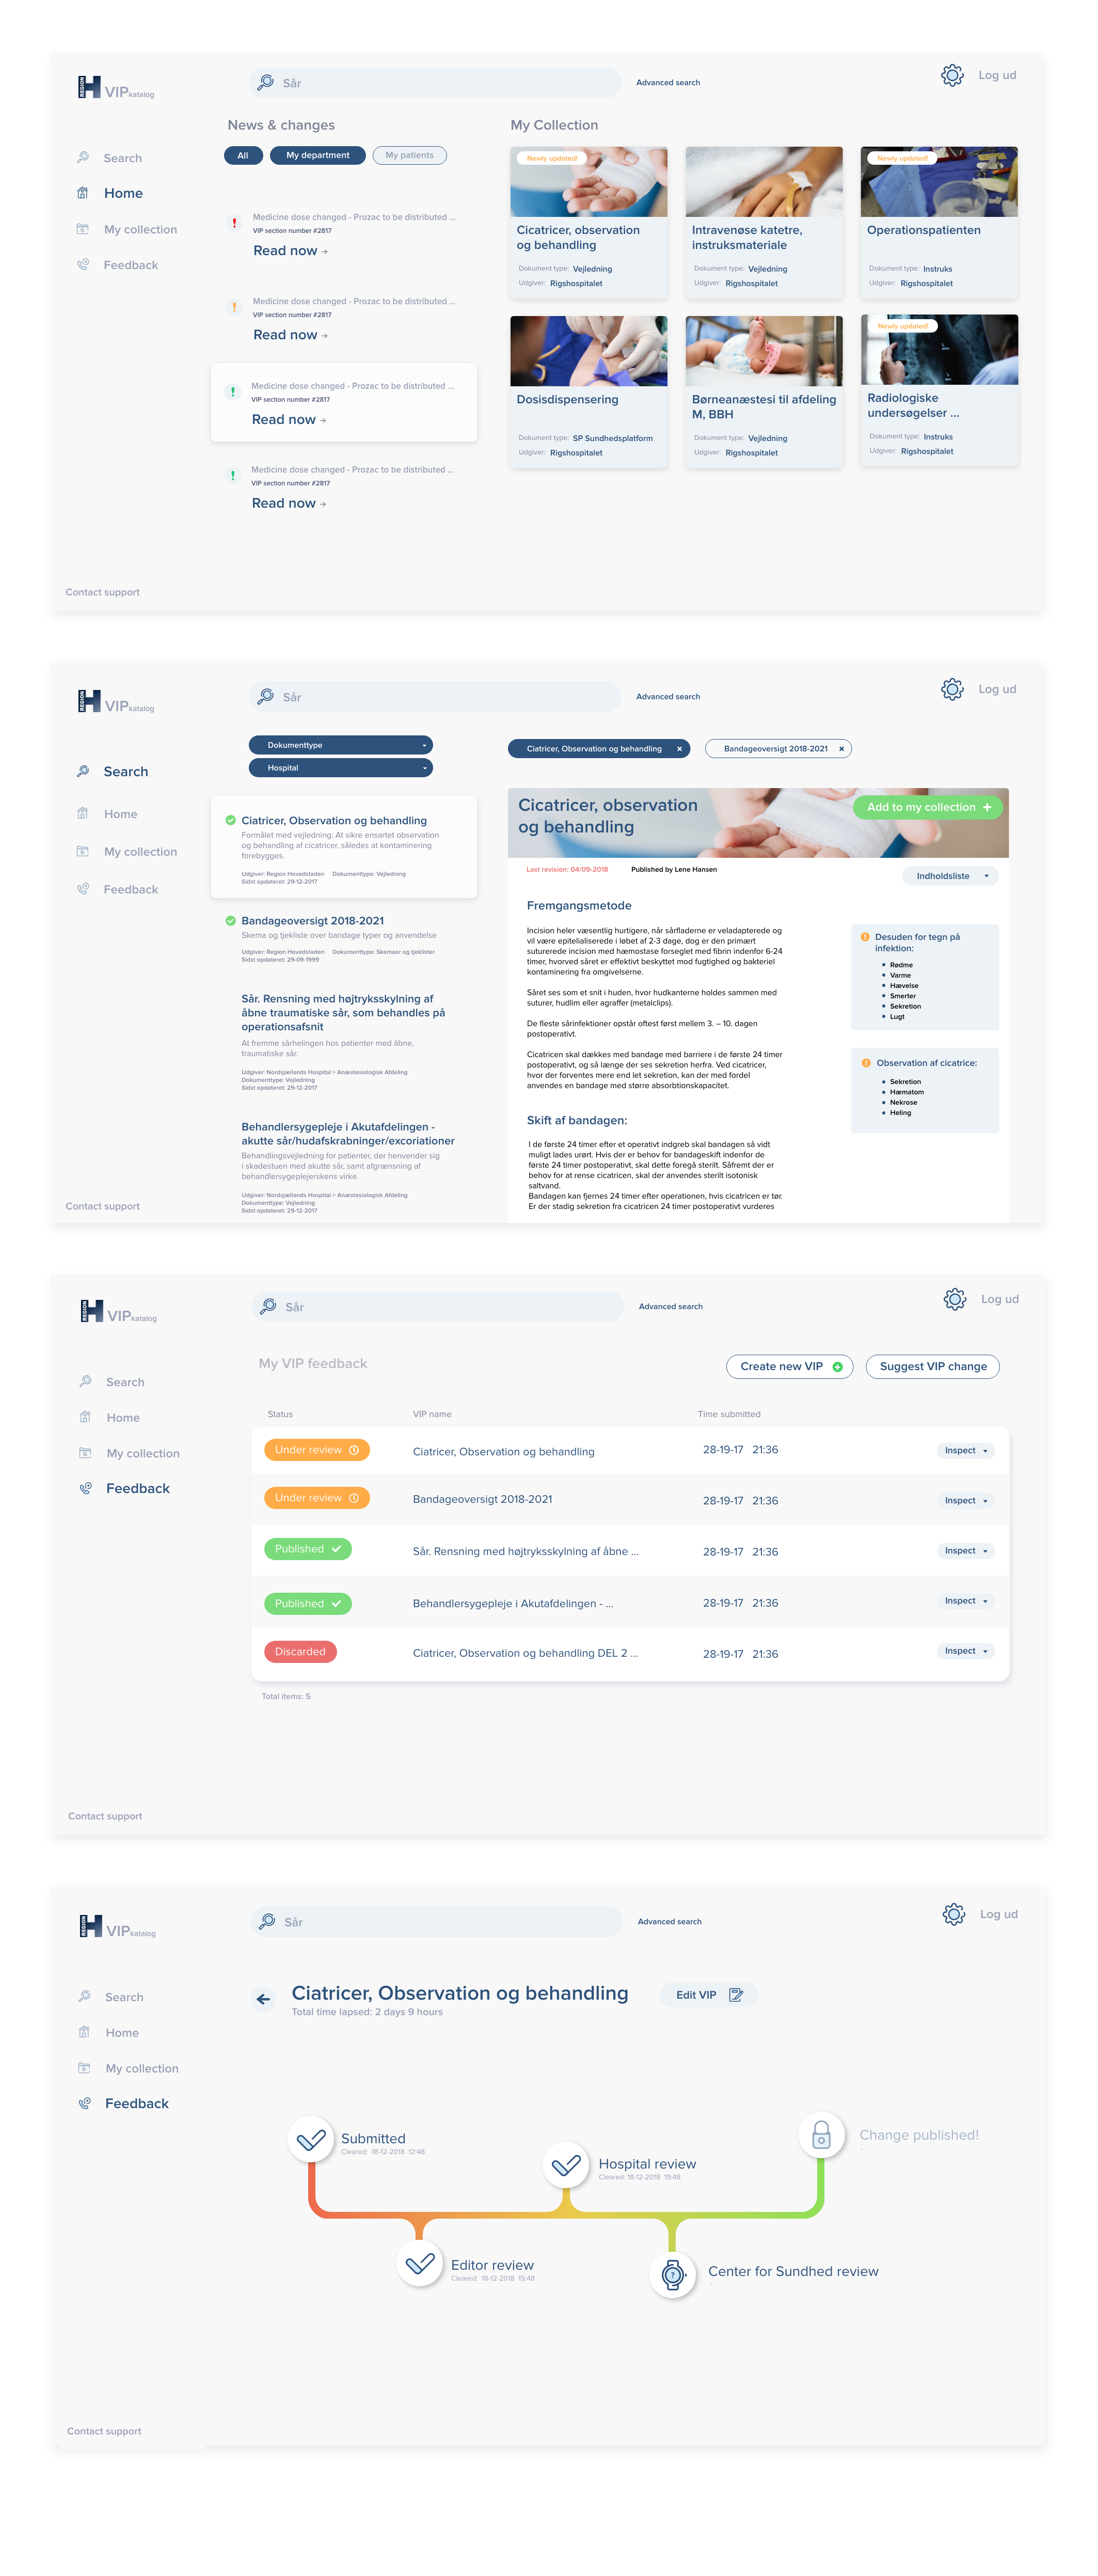 REGION H VIPkatalog
Sår
Advanced search
Log ud
Search
Home
My collection
Feedback
Contact support
News & changes
All
My department
My patients
Medicine dose changed - Prozac to be distributed ...
VIP section number #2817
Read now →
Medicine dose changed - Prozac to be distributed ...
VIP section number #2817
Read now →
Medicine dose changed - Prozac to be distributed ...
VIP section number #2817
Read now →
Medicine dose changed - Prozac to be distributed ...
VIP section number #2817
Read now →
My Collection
Newly updated!
Cicatricer, observation
og behandling
Dokument type: Vejledning
Udgiver: Rigshospitalet
Intravenøse katetre,
instruksmateriale
Dokument type: Vejledning
Udgiver: Rigshospitalet
Newly updated!
Operationspatienten
Dokument type: Instruks
Udgiver: Rigshospitalet
Dosisdispensering
Dokument type: SP Sundhedsplatform
Udgiver: Rigshospitalet
Børneanæstesi til afdeling
M, BBH
Dokument type: Vejledning
Udgiver: Rigshospitalet
Newly updated!
Radiologiske
undersøgelser ...
Dokument type: Instruks
Udgiver: Rigshospitalet
REGION H VIPkatalog
Sår
Advanced search
Log ud
Search
Home
My collection
Feedback
Contact support
Dokumenttype
Hospital
Ciatricer, Observation og behandling
Formålet med vejledning: At sikre ensartet observation
og behandling af cicatricer, således at kontaminering
forebygges.
Udgiver: Region Hovedstaden Dokumenttype: Vejledning
Sidst opdateret: 29-12-2017
Bandageoversigt 2018-2021
Skema og tjekliste over bandage typer og anvendelse
Udgiver: Region Hovedstaden Dokumenttype: Skemaer og tjeklister
Sidst opdateret: 29-09-1999
Sår. Rensning med højtryksskylning af
åbne traumatiske sår, som behandles på
operationsafsnit
At fremme sårhelingen hos patienter med åbne,
traumatiske sår.
Udgiver: Nordsjællands Hospital > Anæstesiologisk Afdeling
Dokumenttype: Vejledning
Sidst opdateret: 29-12-2017
Behandlersygepleje i Akutafdelingen -
akutte sår/hudafskrabninger/excoriationer
Behandlingsvejledning for patienter, der henvender sig
i skadestuen med akutte sår, samt afgrænsning af
behandlersygeplejerskens virke.
Udgiver: Nordsjællands Hospital > Anæstesiologisk Afdeling
Dokumenttype: Vejledning
Sidst opdateret: 29-12-2017
Ciatricer, Observation og behandling ×
Bandageoversigt 2018-2021 ×
Cicatricer, observation
og behandling
Add to my collection +
Last revision: 04/09-2018
Published by Lene Hansen
Indholdsliste
Fremgangsmetode
Incision heler væsentlig hurtigere, når sårfladerne er veladapterede og
vil være epitelialiserede i løbet af 2-3 dage, dog er den primært
suturerede incision med hæmostase forseglet med fibrin indenfor 6-24
timer, hvorved såret er effektivt beskyttet mod fugtighed og bakteriel
kontaminering fra omgivelserne.
Såret ses som et snit i huden, hvor hudkanterne holdes sammen med
suturer, hudlim eller agraffer (metalclips).
De fleste sårinfektioner opstår oftest først mellem 3. – 10. dagen
postoperativt.
Cicatricen skal dækkes med bandage med barriere i de første 24 timer
postoperativt, og så længe der ses sekretion herfra. Ved cicatricer,
hvor der forventes mere end let sekretion, kan der med fordel
anvendes en bandage med større absorbtionskapacitet.
Skift af bandagen:
I de første 24 timer efter et operativt indgreb skal bandagen så vidt
muligt lades urørt. Hvis der er behov for bandageskift indenfor de
første 24 timer postoperativt, skal dette foregå sterilt. Såfremt der er
behov for at rense cicatricen, skal der anvendes sterilt isotonisk
saltvand.
Bandagen kan fjernes 24 timer efter operationen, hvis cicatricen er tør.
Er der stadig sekretion fra cicatricen 24 timer postoperativt vurderes
Desuden for tegn på
infektion:
Rødme
Varme
Hævelse
Smerter
Sekretion
Lugt
Observation af cicatrice:
Sekretion
Hæmatom
Nekrose
Heling
REGION H VIPkatalog
Sår
Advanced search
Log ud
Search
Home
My collection
Feedback
Contact support
My VIP feedback
Create new VIP
Suggest VIP change
Status VIP name Time submitted
Under review Ciatricer, Observation og behandling 28-19-17 21:36 Inspect
Under review Bandageoversigt 2018-2021 28-19-17 21:36 Inspect
Published Sår. Rensning med højtryksskylning af åbne ... 28-19-17 21:36 Inspect
Published Behandlersygepleje i Akutafdelingen - ... 28-19-17 21:36 Inspect
Discarded Ciatricer, Observation og behandling DEL 2 ... 28-19-17 21:36 Inspect
Total items: 5
REGION H VIPkatalog
Sår
Advanced search
Log ud
Search
Home
My collection
Feedback
Contact support
Ciatricer, Observation og behandling
Total time lapsed: 2 days 9 hours
Edit VIP
Submitted
Cleared: 18-12-2018 12:48
Editor review
Cleared: 18-12-2018 15:48
Hospital review
Cleared: 18-12-2018 19:48
?
Center for Sundhed review
-
Change published!
-